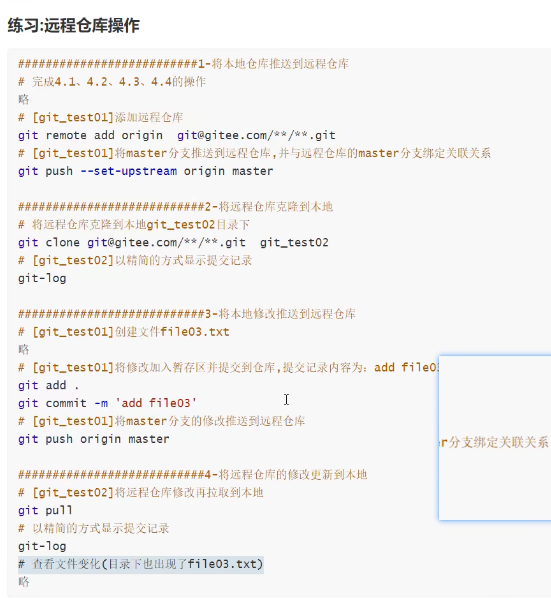 练习:远程仓库操作
##########################1-将本地仓库推送到远程仓库
# 完成4.1、4.2、4.3、4.4的操作
略
# [git_test01]添加远程仓库
git remote add origin  git@gitee.com/**/**.git
# [git_test01]将master分支推送到远程仓库,并与远程仓库的master分支绑定关联关系
git push --set-upstream origin master
###########################2-将远程仓库克隆到本地
# 将远程仓库克隆到本地git_test02目录下
git clone git@gitee.com/**/**.git  git_test02
# [git_test02]以精简的方式显示提交记录
git-log
###########################3-将本地修改推送到远程仓库
# [git_test01]创建文件file03.txt
略
# [git_test01]将修改加入暂存区并提交到仓库,提交记录内容为：add file03
git add .
git commit -m 'add file03'
# [git_test01]将master分支的修改推送到远程仓库
git push origin master
r分支绑定关联关系
###########################4-将远程仓库的修改更新到本地
# [git_test02]将远程仓库修改再拉取到本地
git pull
# 以精简的方式显示提交记录
git-log
# 查看文件变化(目录下也出现了file03.txt)
略